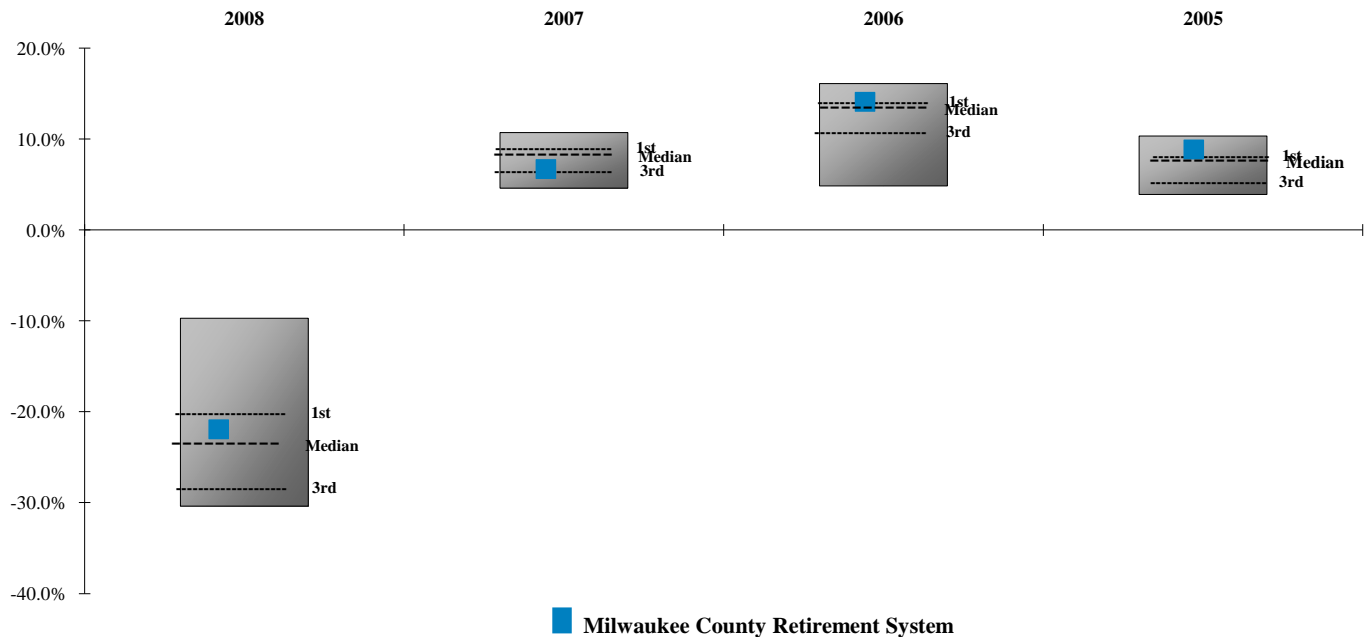 2008 2007 2006 2005
20.0%
1st
1st
1st
Median
Median
Median
3rd
3rd
3rd
10.0%
0.0%
-10.0%
-20.0%
1st
Median
3rd
-30.0%
-40.0%
Milwaukee County Retirement System